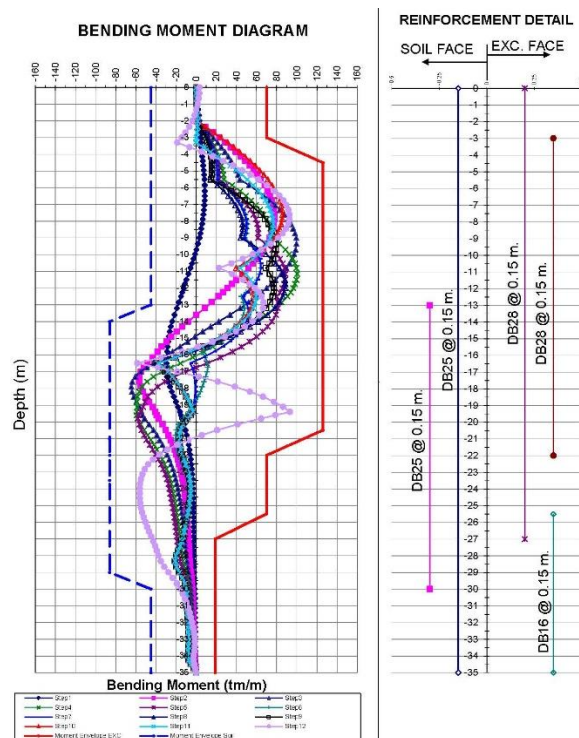 BENDING MOMENT DIAGRAM
REINFORCEMENT DETAIL
SOIL FACE
EXC. FACE
-160 -140 -120 -100 -80 -60 -40 -20 0 20 40 60 80 100 120 140 160
Depth (m)
DB25 @ 0.15 m.
DB25 @ 0.15 m.
DB28 @ 0.15 m.
DB28 @ 0.15 m.
DB16 @ 0.15 m.
0
-1
-2
-3
-4
-5
-6
-7
-8
-9
-10
-11
-12
-13
-14
-15
-16
-17
-18
-19
-20
-21
-22
-23
-24
-25
-26
-27
-28
-29
-30
-31
-32
-33
-34
-35
Bending Moment (tm/m)
Step1 Step2 Step3
Step4 Step5 Step6
Step7 Step8 Step9
Step10 Step11 Step12
Moment Envelope EXC Moment Envelope Soil